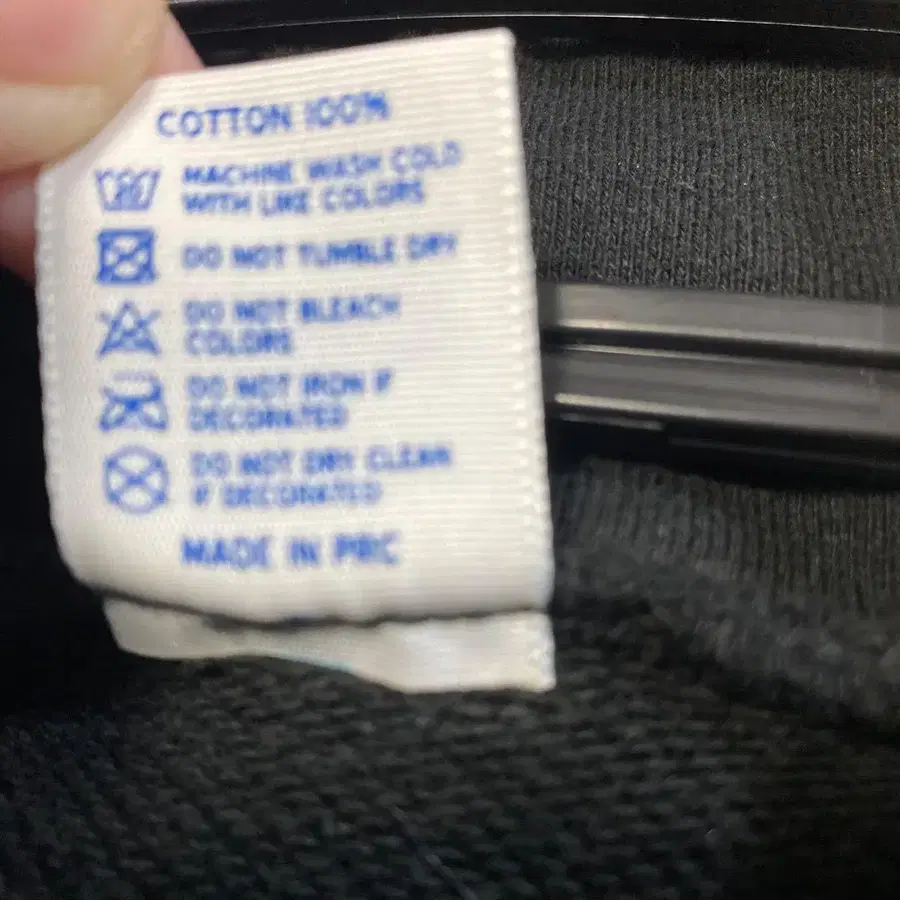 COTTON 100%
MACHINE WASH COLD
WITH LIKE COLORS
DO NOT TUMBLE DRY
DO NOT BLEACH
COLORS
DO NOT IRON IF
DECORATED
DO NOT DRY CLEAN
IF DECORATED
MADE IN PRC